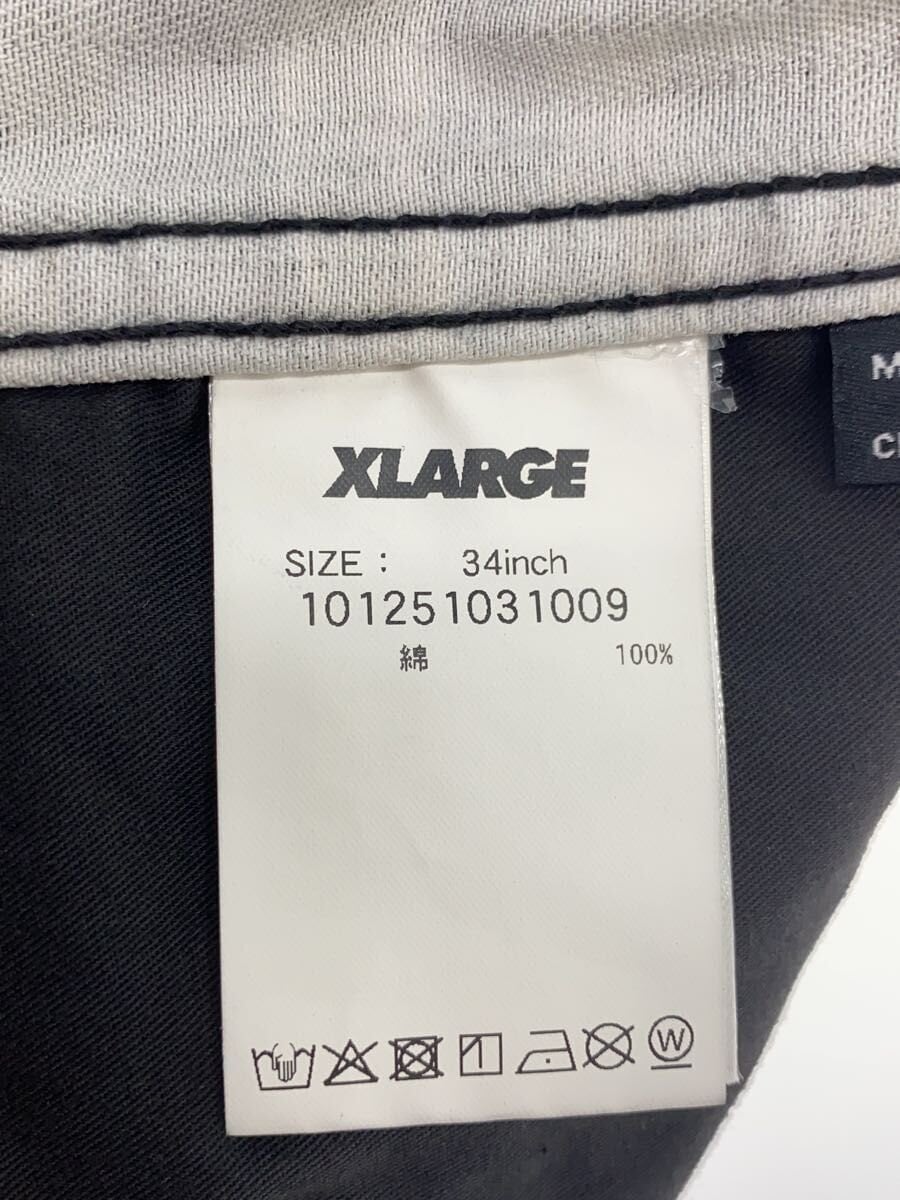 XLARGE
SIZE : 34inch
101251031009
綿 100%
W